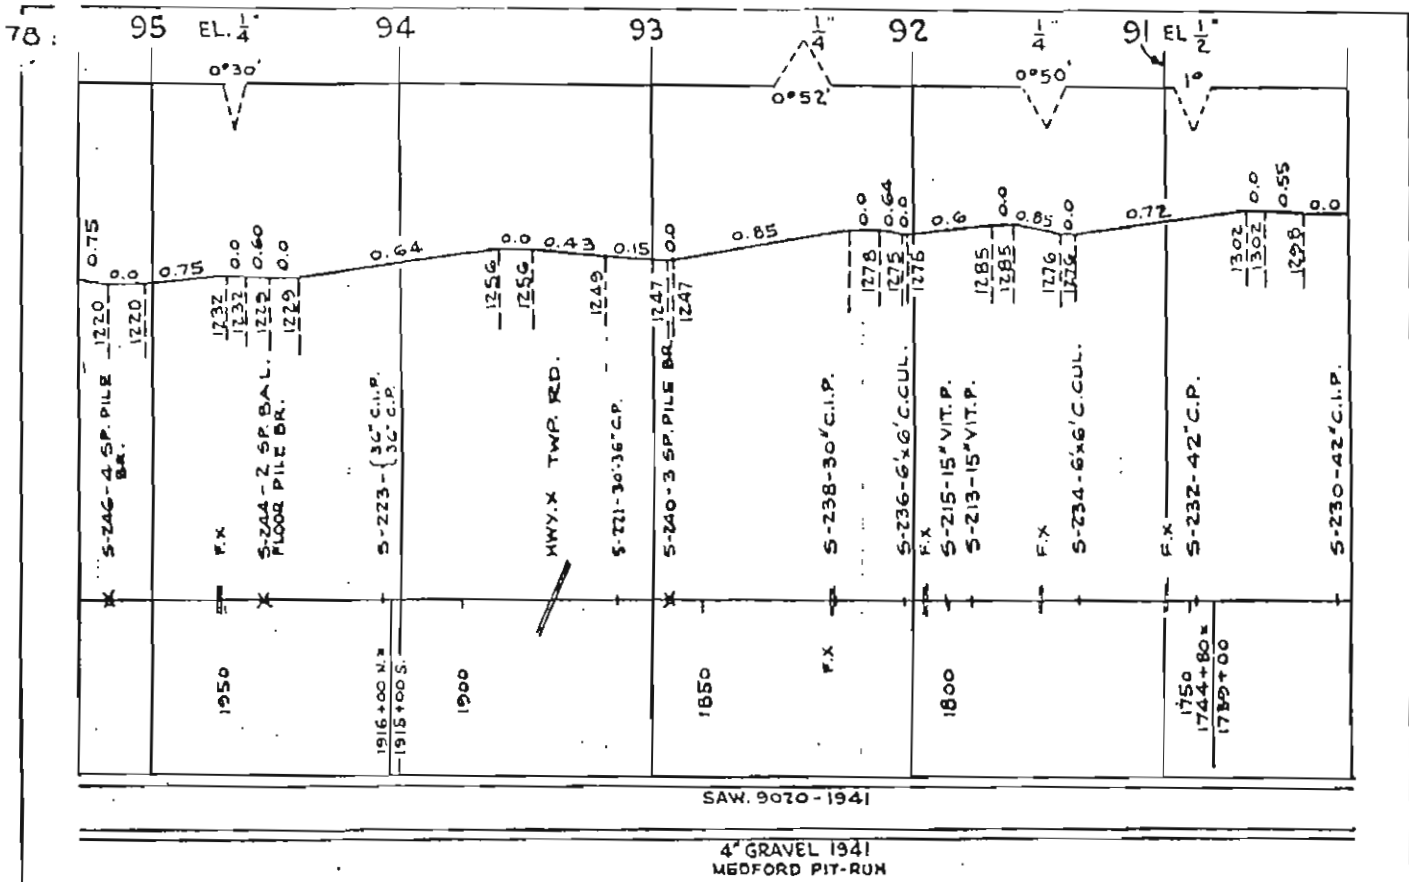 78
95 EL. 1/4" 94 93 1/4" 92 1/4" 91 EL 1/2"
0°30' 0°52' 0°50' 1°
0.75 0.0 0.75 0.0 0.60 0.0 0.64 0.0 0.43 0.15 0.0 0.85 0.0 0.64 0.0 0.6 0.0 0.85 0.0 0.72 0.0 0.55 0.0
1220 1220 1232 1232 1229 1229 1256 1256 1249 1247 1247 1278 1275 1275 1285 1285 1276 1276 1302 1302 1298
S-246-4 SP. PILE
BR.
F.X
S-244-2 SP. BAL.
FLOOR PILE BR.
S-223-{36" C.I.P.
36" C.P.
HWY.X TWP. RD.
S-221-30'-36" C.P.
S-240-3 SP. PILE BR.
S-238-30" C.I.P.
F.X
S-236-6'x6' C.CUL.
F.X
S-215-15" VIT. P.
S-213-15" VIT. P.
F.X
S-234-6'x6' C.CUL.
F.X
S-232-42" C.P.
S-230-42" C.I.P.
1950
1916+00 N.
1915+00 S.
1900
1850
1800
1750
1744+80
1739+00
SAW. 9020-1941
4" GRAVEL 1941
MEDFORD PIT-RUN